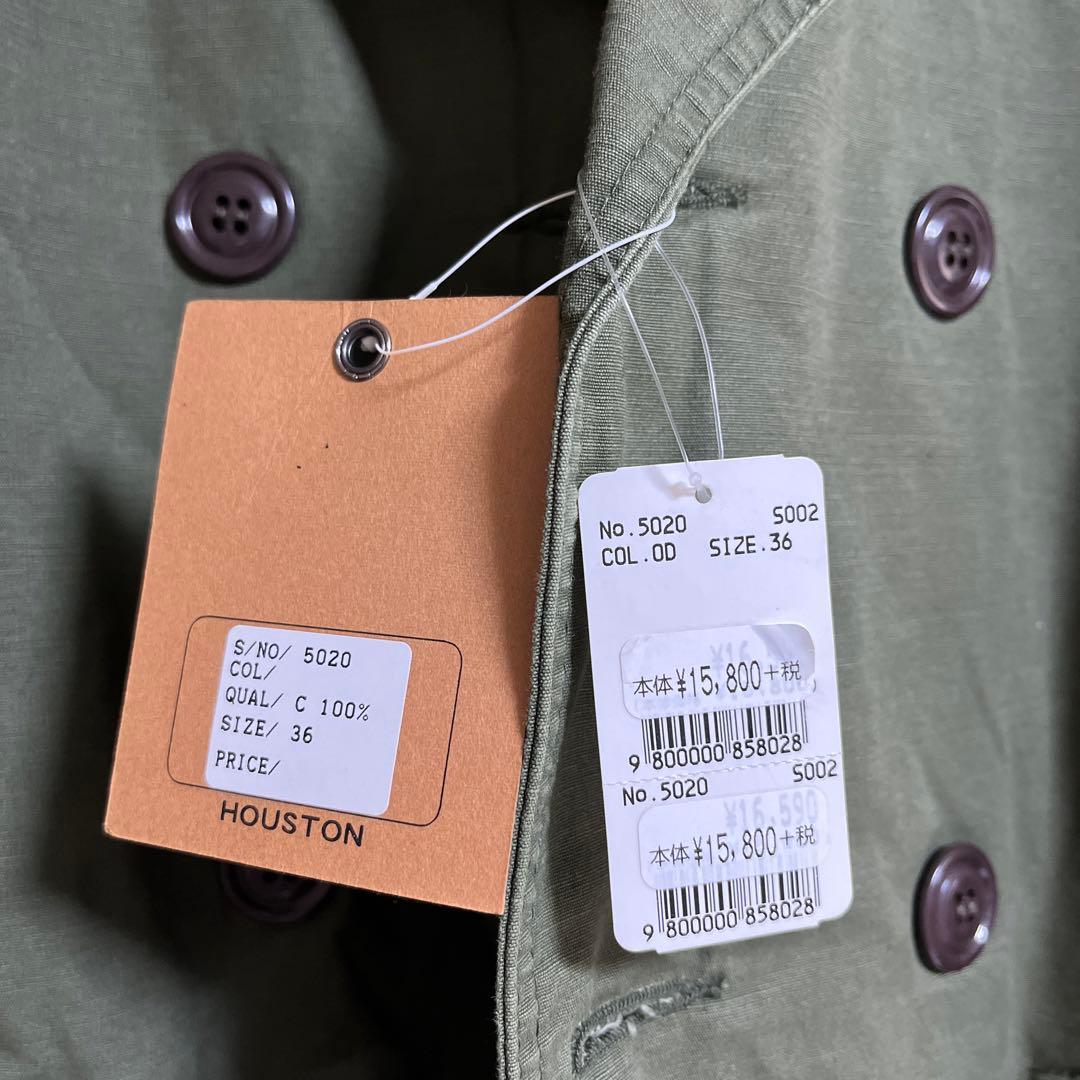 S/NO/ 5020
COL/
QUAL/ C 100%
SIZE/ 36
PRICE/
HOUSTON
No.5020 S002
COL.OD SIZE.36
本体¥15,800+税
9 800000 858028
No.5020 S002
¥16,590
本体¥15,800+税
9 800000 858028